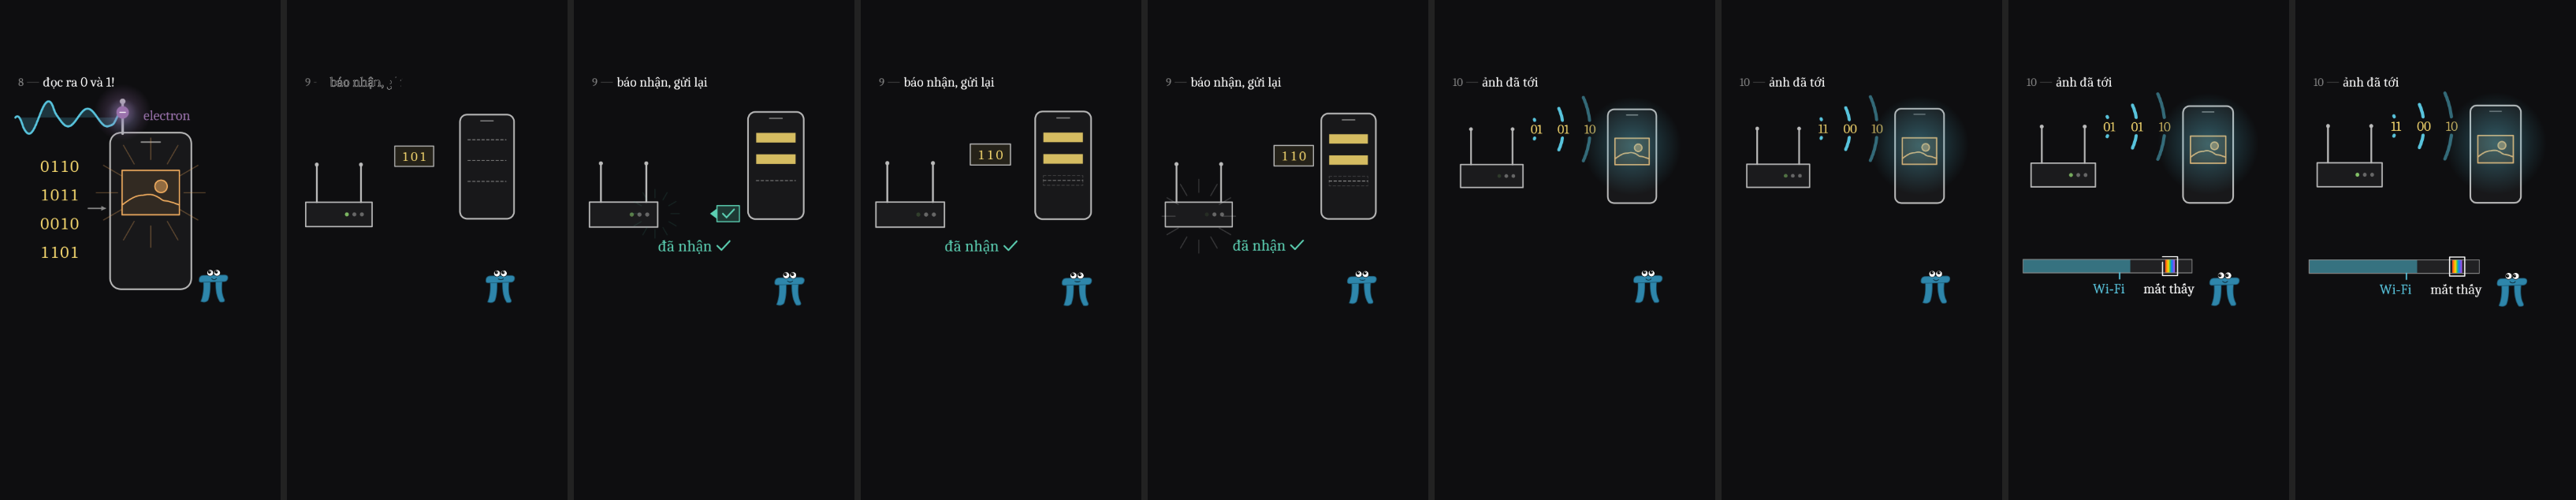 8 — đọc ra 0 và 1!
electron
0110
1011
0010
1101
9 - báo nhận,
101
9 — báo nhận, gửi lại
đã nhận ✓
9 — báo nhận, gửi lại
110
đã nhận ✓
9 — báo nhận, gửi lại
110
đã nhận ✓
10 — ảnh đã tới
01 01 10
10 — ảnh đã tới
11 00 10
10 — ảnh đã tới
01 01 10
Wi-Fi mắt thấy
10 — ảnh đã tới
11 00 10
Wi-Fi mắt thấy